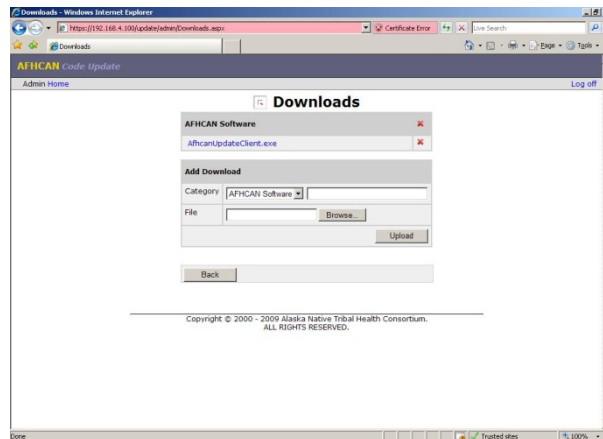 Downloads - Windows Internet Explorer
https://192.168.4.100/update/admin/Downloads.aspx
Certificate Error
Live Search
Downloads
Page
Tools
AFHCAN Code Update
Admin Home
Log off
Downloads
AFHCAN Software
AfhcanUpdateClient.exe
Add Download
Category
AFHCAN Software
File
Browse...
Upload
Back
Copyright © 2000 - 2009 Alaska Native Tribal Health Consortium.
ALL RIGHTS RESERVED.
Done
Trusted sites
100%